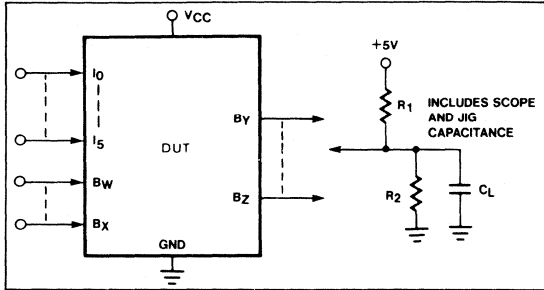 VCC
+5V
I0
R1
INCLUDES SCOPE
AND JIG
CAPACITANCE
BY
I5
DUT
BW
R2
CL
BZ
BX
GND